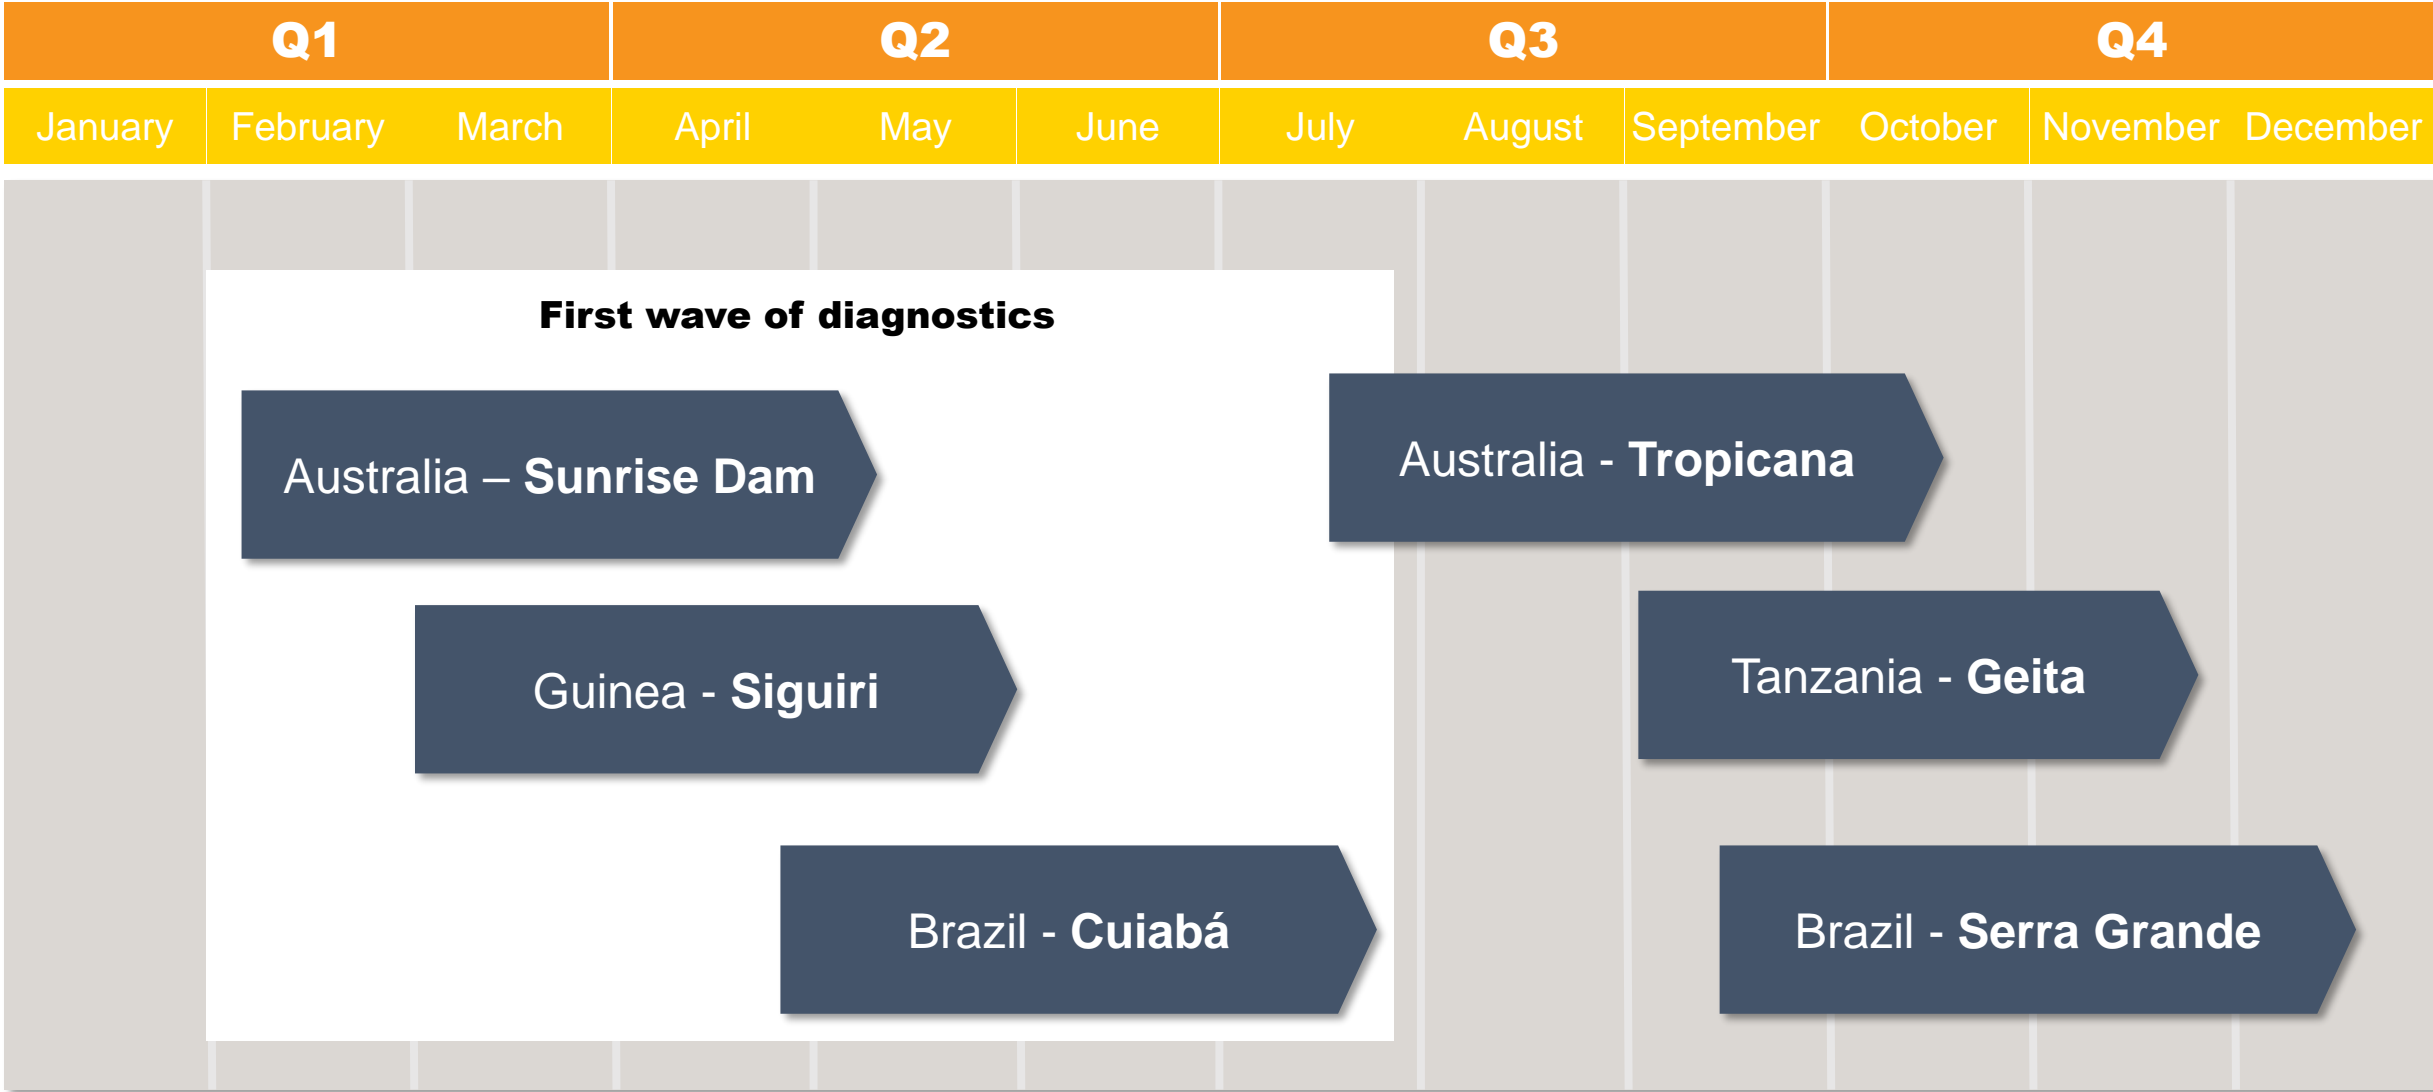 Q1 Q2 Q3 Q4
January February March April May June July August September October November December
First wave of diagnostics
Australia – Sunrise Dam
Australia - Tropicana
Guinea - Siguiri
Tanzania - Geita
Brazil - Cuiabá
Brazil - Serra Grande